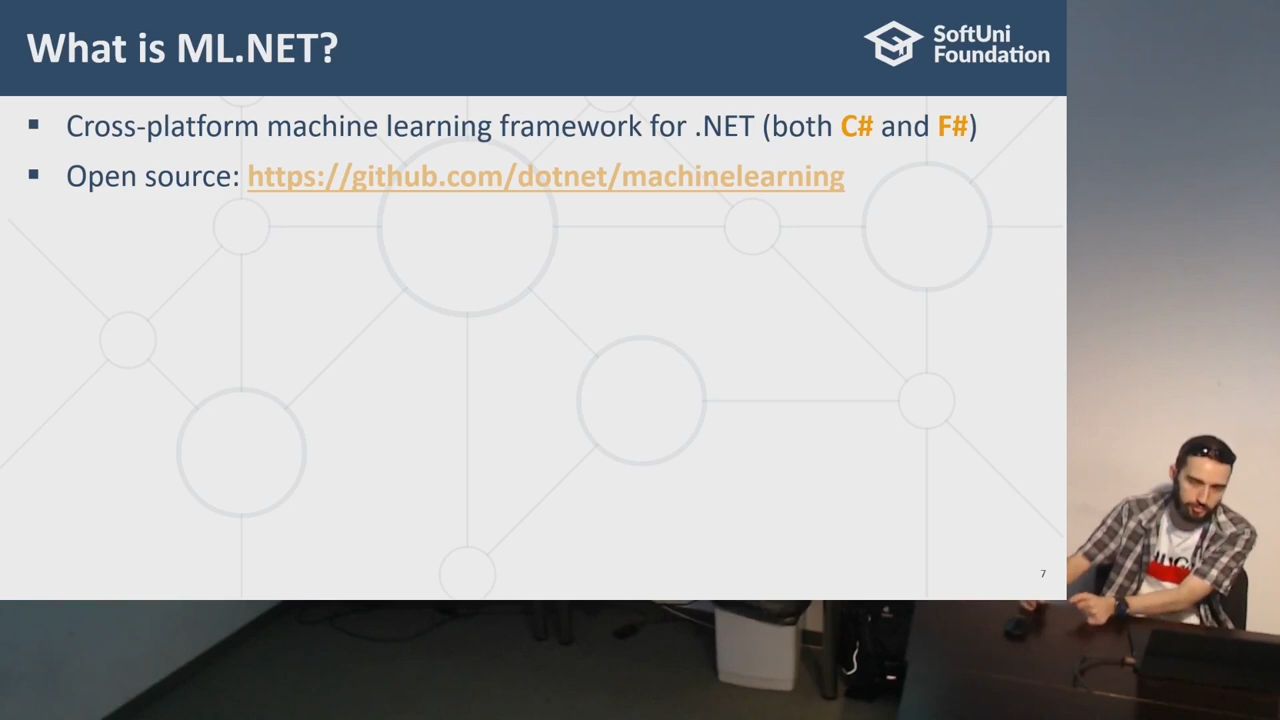 What is ML.NET?
SoftUni
Foundation
▪ Cross-platform machine learning framework for .NET (both C# and F#)
▪ Open source: https://github.com/dotnet/machinelearning
7